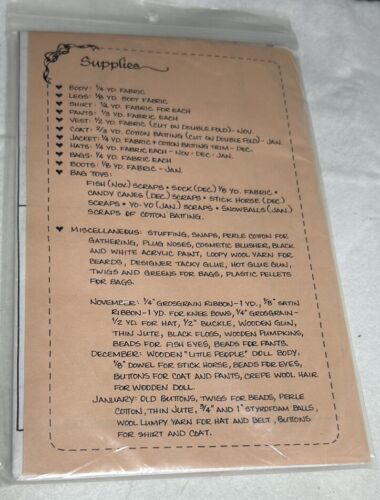 Supplies
♥ Body: 1/4 yd. fabric
♥ Legs: 1/8 yd. body fabric
♥ Shirt: 1/4 yd. fabric for each
♥ Pants: 1/3 yd. fabric each
♥ Vest: 1/2 yd. fabric (cut on double fold)- Nov.
♥ Coat: 2/3 yd. cotton batting (cut on double fold)- Jan.
♥ Jacket: 1/4 yd. fabric • cotton batting trim - Dec.
♥ Hats: 1/4 yd. fabric each - Nov - Dec - Jan.
♥ Bags: 1/4 yd. fabric each
♥ Boots: 1/8 yd. fabric - Jan.
♥ Bag toys:
Fish (Nov.) scraps • Sock (Dec.) 1/8 yd. fabric •
Candy canes (Dec.) scraps • Stick horse (Dec.)
scraps • Yo-yo (Jan.) scraps • Snowballs (Jan.)
scraps of cotton batting.
♥ Miscellaneous: stuffing, snaps, perle cotton for
gathering, plug noses, cosmetic blusher, black
and white acrylic paint, loopy wool yarn for
beards, designer tacky glue, hot glue gun,
twigs and greens for bags, plastic pellets
for bags.
November: 1/4" grosgrain ribbon-1 yd., 1/8" satin
ribbon-1 yd. for knee bows, 1/4" grosgrain-
1/2 yd. for hat, 1/2" buckle, wooden gun,
thin jute, black floss, wooden pumpkin,
beads for fish eyes, beads for pants.
December: Wooden "Little People" doll body,
1/8" dowel for stick horse, beads for eyes,
buttons for coat and pants, crepe wool hair
for wooden doll.
January: Old buttons, twigs for beads, perle
cotton, thin jute, 3/4" and 1" styrofoam balls,
wool lumpy yarn for hat and belt, buttons
for shirt and coat.